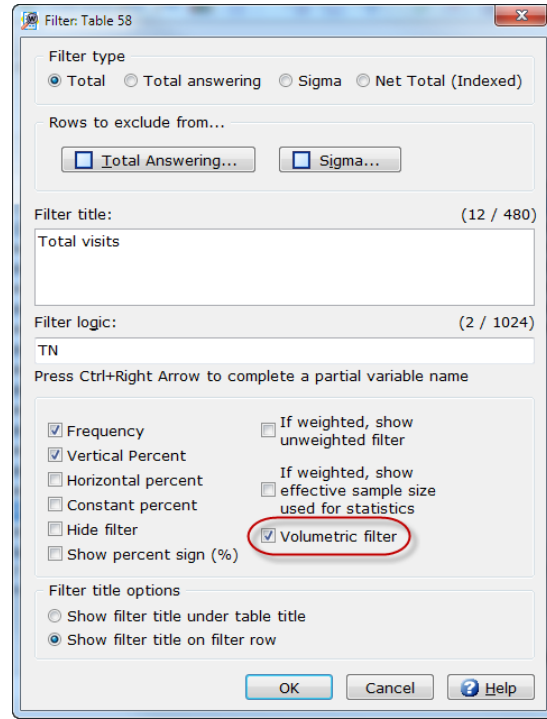 Filter: Table 58
Filter type
Total Total answering Sigma Net Total (Indexed)
Rows to exclude from...
Total Answering... Sigma...
Filter title: (12 / 480)
Total visits
Filter logic: (2 / 1024)
TN
Press Ctrl+Right Arrow to complete a partial variable name
Frequency
Vertical Percent
Horizontal percent
Constant percent
Hide filter
Show percent sign (%)
If weighted, show
unweighted filter
If weighted, show
effective sample size
used for statistics
Volumetric filter
Filter title options
Show filter title under table title
Show filter title on filter row
OK Cancel Help